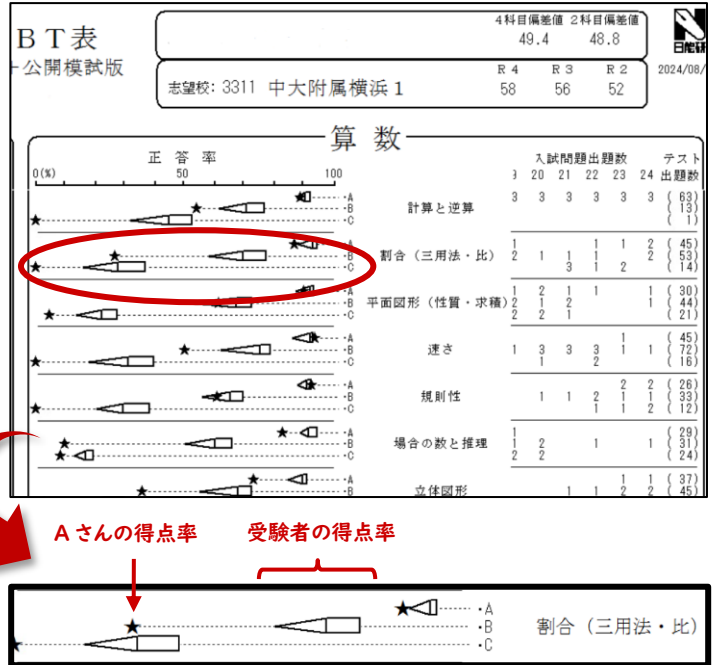 4科目偏差値 2科目偏差値
49.4 48.8
BT表
公開模試版
日能研
R4 R3 R2
2024/08/
志望校: 3311 中大附属横浜1
58 56 52
算数
正答率
入試問題出題数 テスト
0(%) 50 100
20 21 22 23 24 出題数
·A
3 3 3 3 3 3 ( 63)
·B
計算と逆算
( 13)
·C
( 1)
·A
1 1 1 2 ( 45)
·B
割合(三用法・比)
2 1 1 1 2 ( 53)
·C
3 1 2 ( 14)
·A
1 2 1 1 1 ( 30)
·B
平面図形(性質・求積)
2 1 2 1 ( 44)
·C
2 2 1 ( 21)
·A
1 ( 45)
·B
速さ
1 3 3 3 1 1 ( 72)
·C
1 2 ( 16)
·A
2 2 ( 26)
·B
規則性
1 1 2 1 1 ( 33)
·C
1 1 2 ( 12)
·A
1 ( 29)
·B
場合の数と推理
1 2 1 1 ( 31)
·C
2 2 ( 24)
·A
1 1 ( 37)
·B
立体図形
1 1 2 2 ( 45)
Aさんの得点率 受験者の得点率
·A
·B
割合(三用法・比)
·C